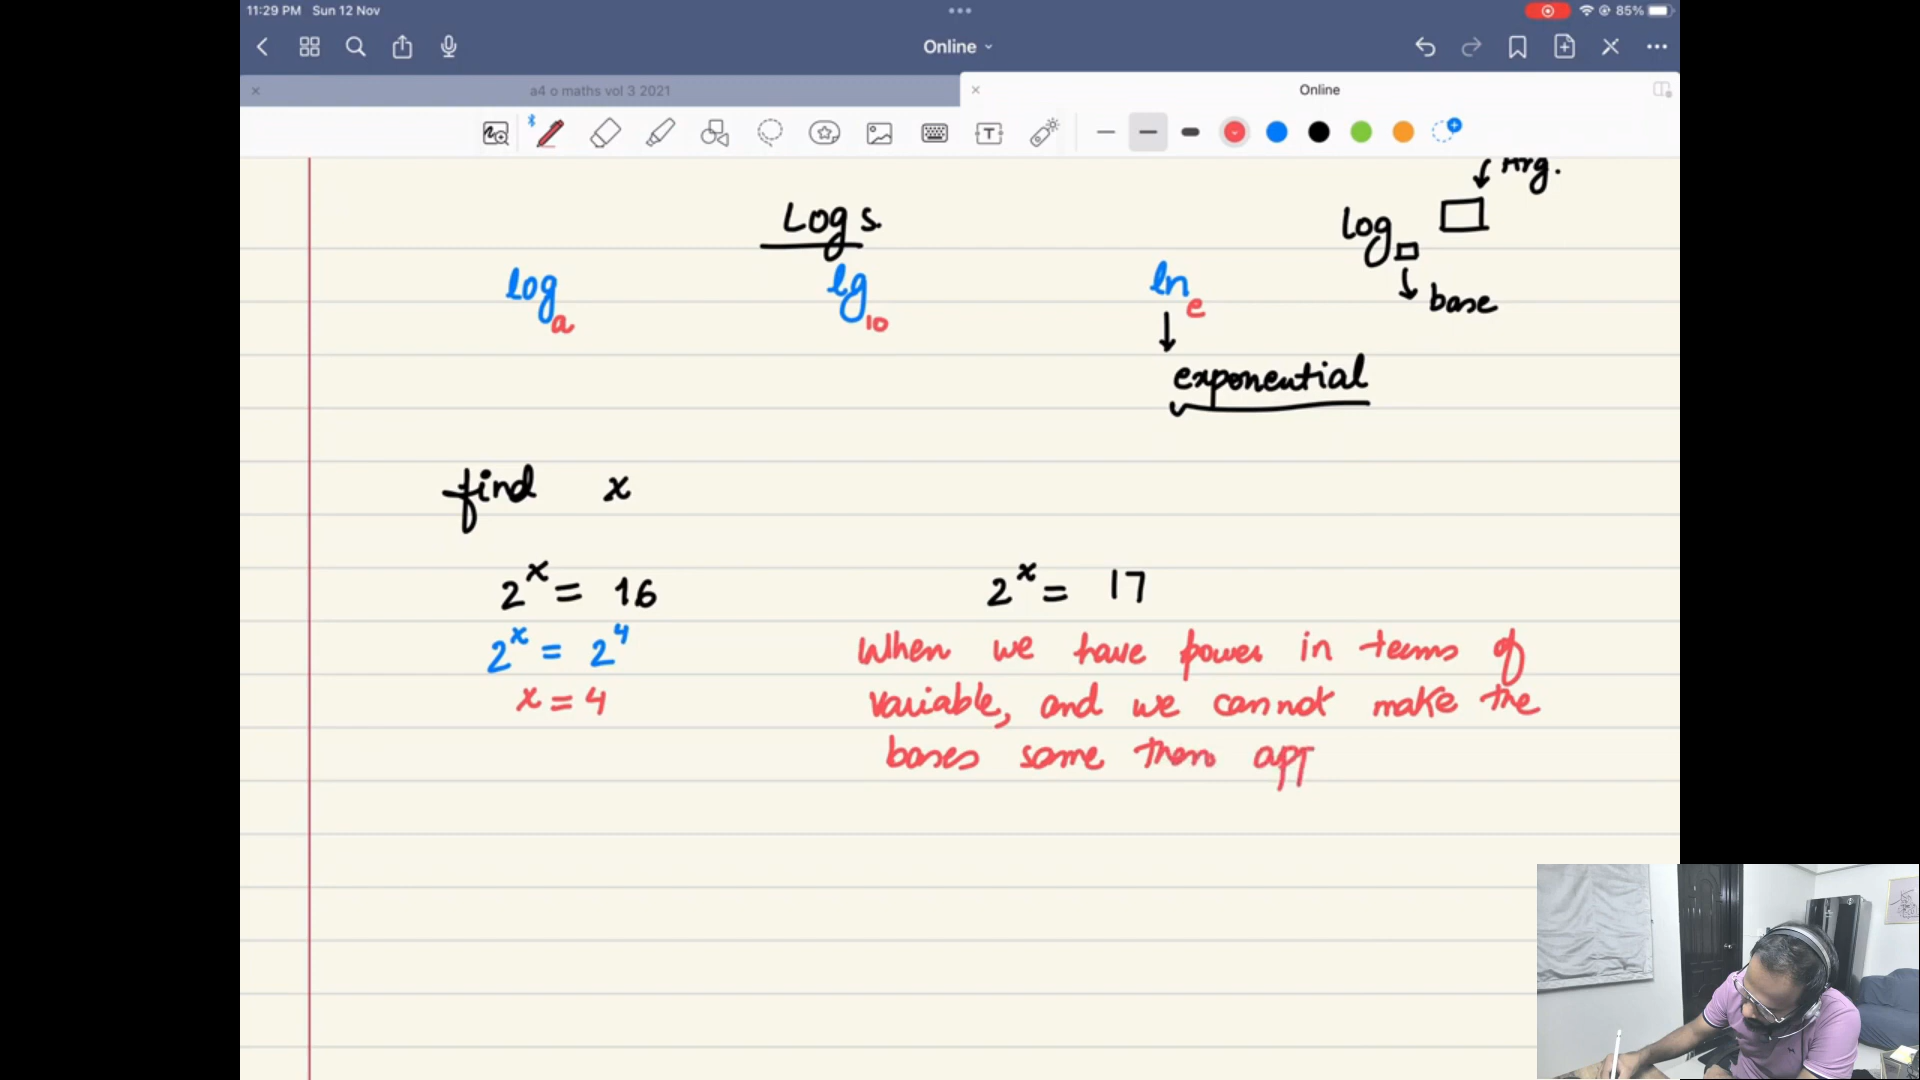 11:29 PM Sun 12 Nov
85%
Online
a4 o maths vol 3 2021
Online
Arg.
Logs.
log
base
log a
lg 10
ln e
exponential
find x
2^x = 16
2^x = 17
2^x = 2^4
When we have power in terms of
x = 4
variable, and we cannot make the
bases same then app